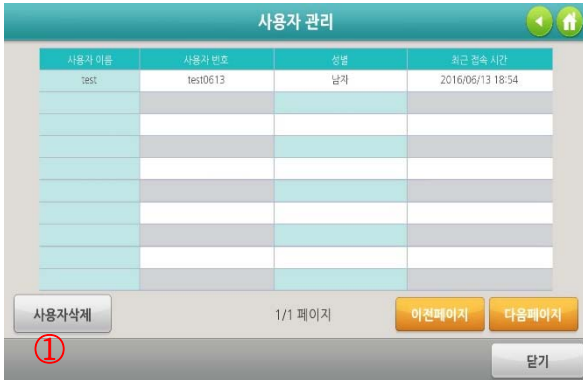 사용자 관리
사용자 이름 사용자 번호 성별 최근 접속 시간
test test0613 남자 2016/06/13 18:54
사용자삭제 1/1 페이지 이전페이지 다음페이지
①
닫기